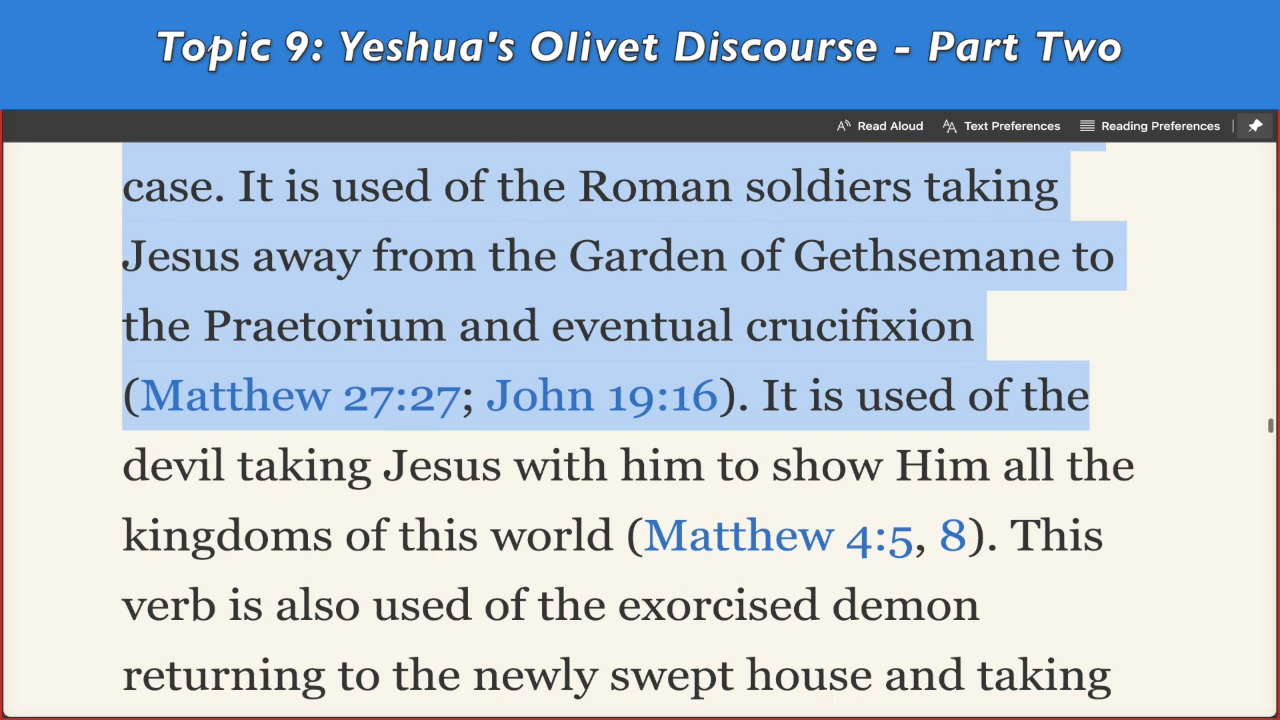 Topic 9: Yeshua's Olivet Discourse - Part Two
Read Aloud Text Preferences Reading Preferences
case. It is used of the Roman soldiers taking
Jesus away from the Garden of Gethsemane to
the Praetorium and eventual crucifixion
(Matthew 27:27; John 19:16). It is used of the
devil taking Jesus with him to show Him all the
kingdoms of this world (Matthew 4:5, 8). This
verb is also used of the exorcised demon
returning to the newly swept house and taking